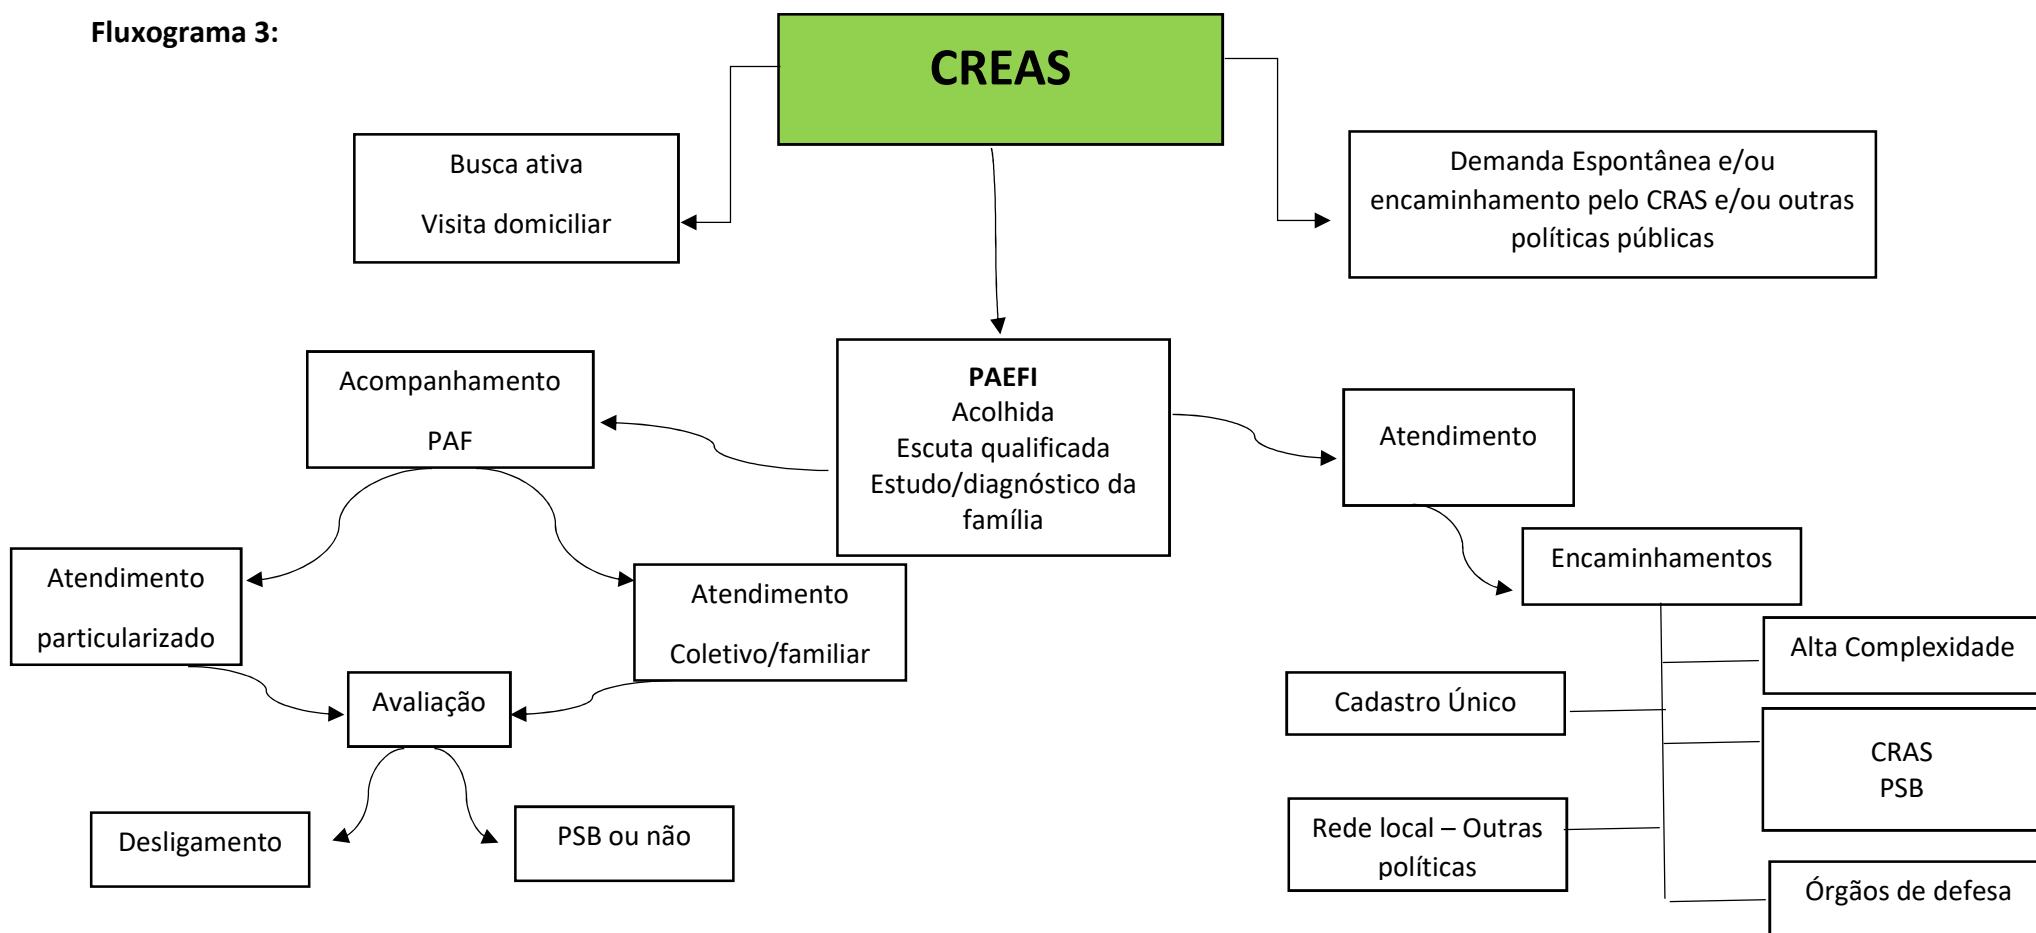 Fluxograma 3:
CREAS
Busca ativa
Visita domiciliar
Demanda Espontânea e/ou
encaminhamento pelo CRAS e/ou outras
políticas públicas
PAEFI
Acolhida
Escuta qualificada
Estudo/diagnóstico da
família
Acompanhamento
PAF
Atendimento
Atendimento
particularizado
Atendimento
Coletivo/familiar
Encaminhamentos
Avaliação
Alta Complexidade
Cadastro Único
CRAS
PSB
Desligamento
PSB ou não
Rede local – Outras
políticas
Órgãos de defesa